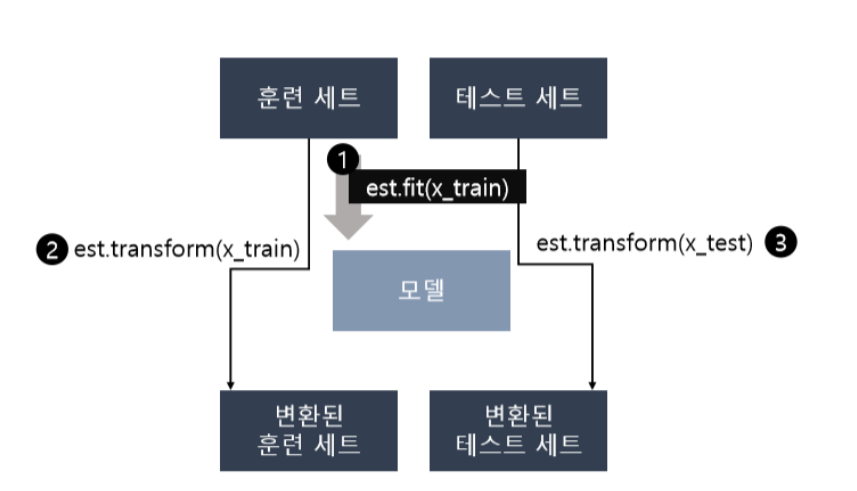 훈련 세트
테스트 세트
1
est.fit(x_train)
2 est.transform(x_train)
est.transform(x_test) 3
모델
변환된
훈련 세트
변환된
테스트 세트